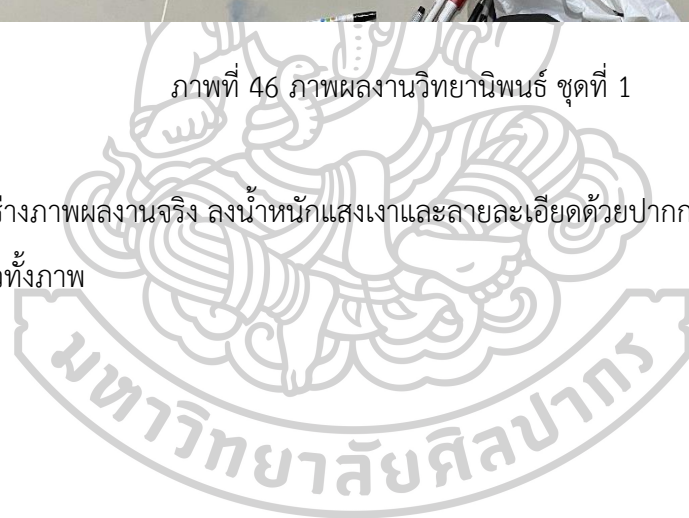 ภาพที่ 46 ภาพผลงานวิทยานิพนธ์ ชุดที่ 1
ร่างภาพผลงานจริง ลงน้ำหนักแสงเงาและลายละเอียดด้วย
ทั้งภาพ
มหาวิทยาลัยศิลปากร